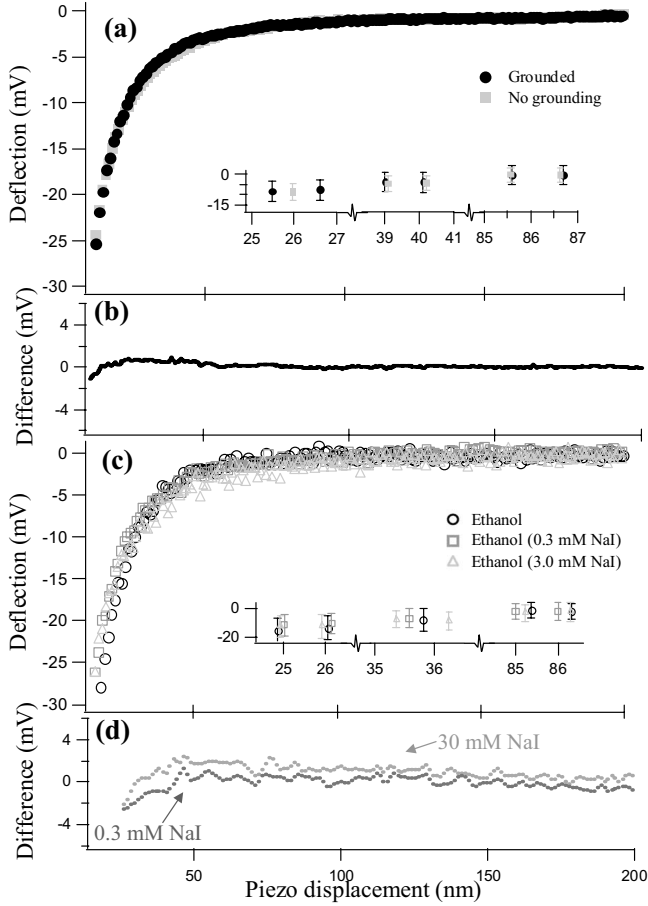 0
(a)
-5
Deflection (mV)
-10
-15
-20
-25
-30
Grounded
No grounding
0
-15
25 26 27 39 40 41 85 86 87
(b)
4
0
-4
Difference (mV)
(c)
0
-5
-10
-15
-20
-25
-30
Deflection (mV)
Ethanol
Ethanol (0.3 mM NaI)
Ethanol (3.0 mM NaI)
0
-20
25 26 35 36 85 86
(d)
4
0
-4
Difference (mV)
30 mM NaI
0.3 mM NaI
50 100 150 200
Piezo displacement (nm)